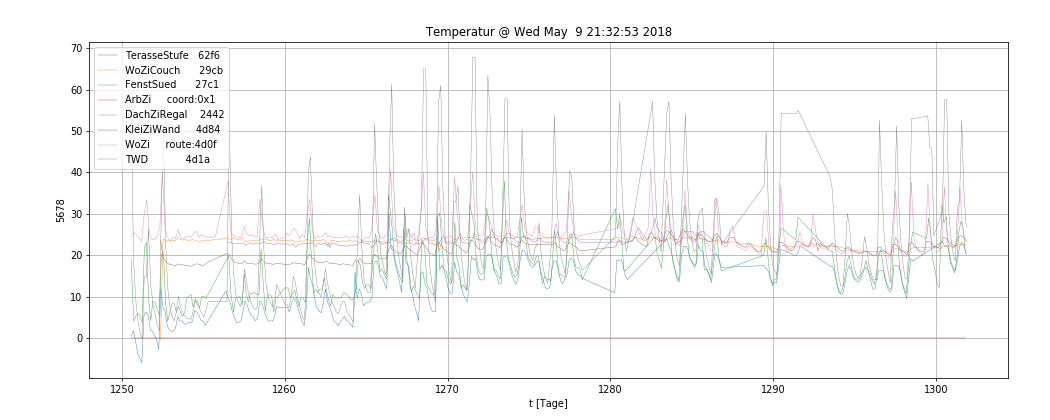 Temperatur @ Wed May  9 21:32:53 2018
70
60
50
40
30
20
10
0
5678
TerasseStufe 62f6
WoZiCouch 29cb
FenstSued 27c1
ArbZi coord:0x1
DachZiRegal 2442
KleiZiWand 4d84
WoZi route:4d0f
TWD 4d1a
1250 1260 1270 1280 1290 1300
t [Tage]